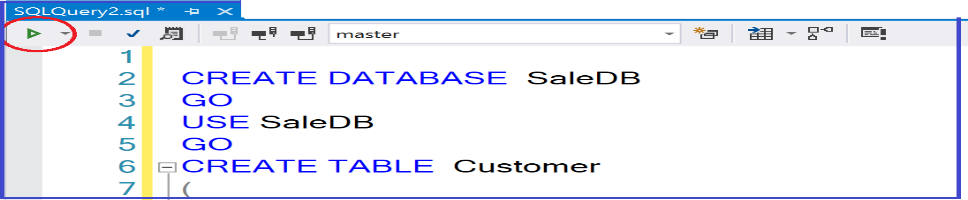 SQLQuery2.sql *
master
1
2 CREATE DATABASE SaleDB
3 GO
4 USE SaleDB
5 GO
6 CREATE TABLE Customer
7 (